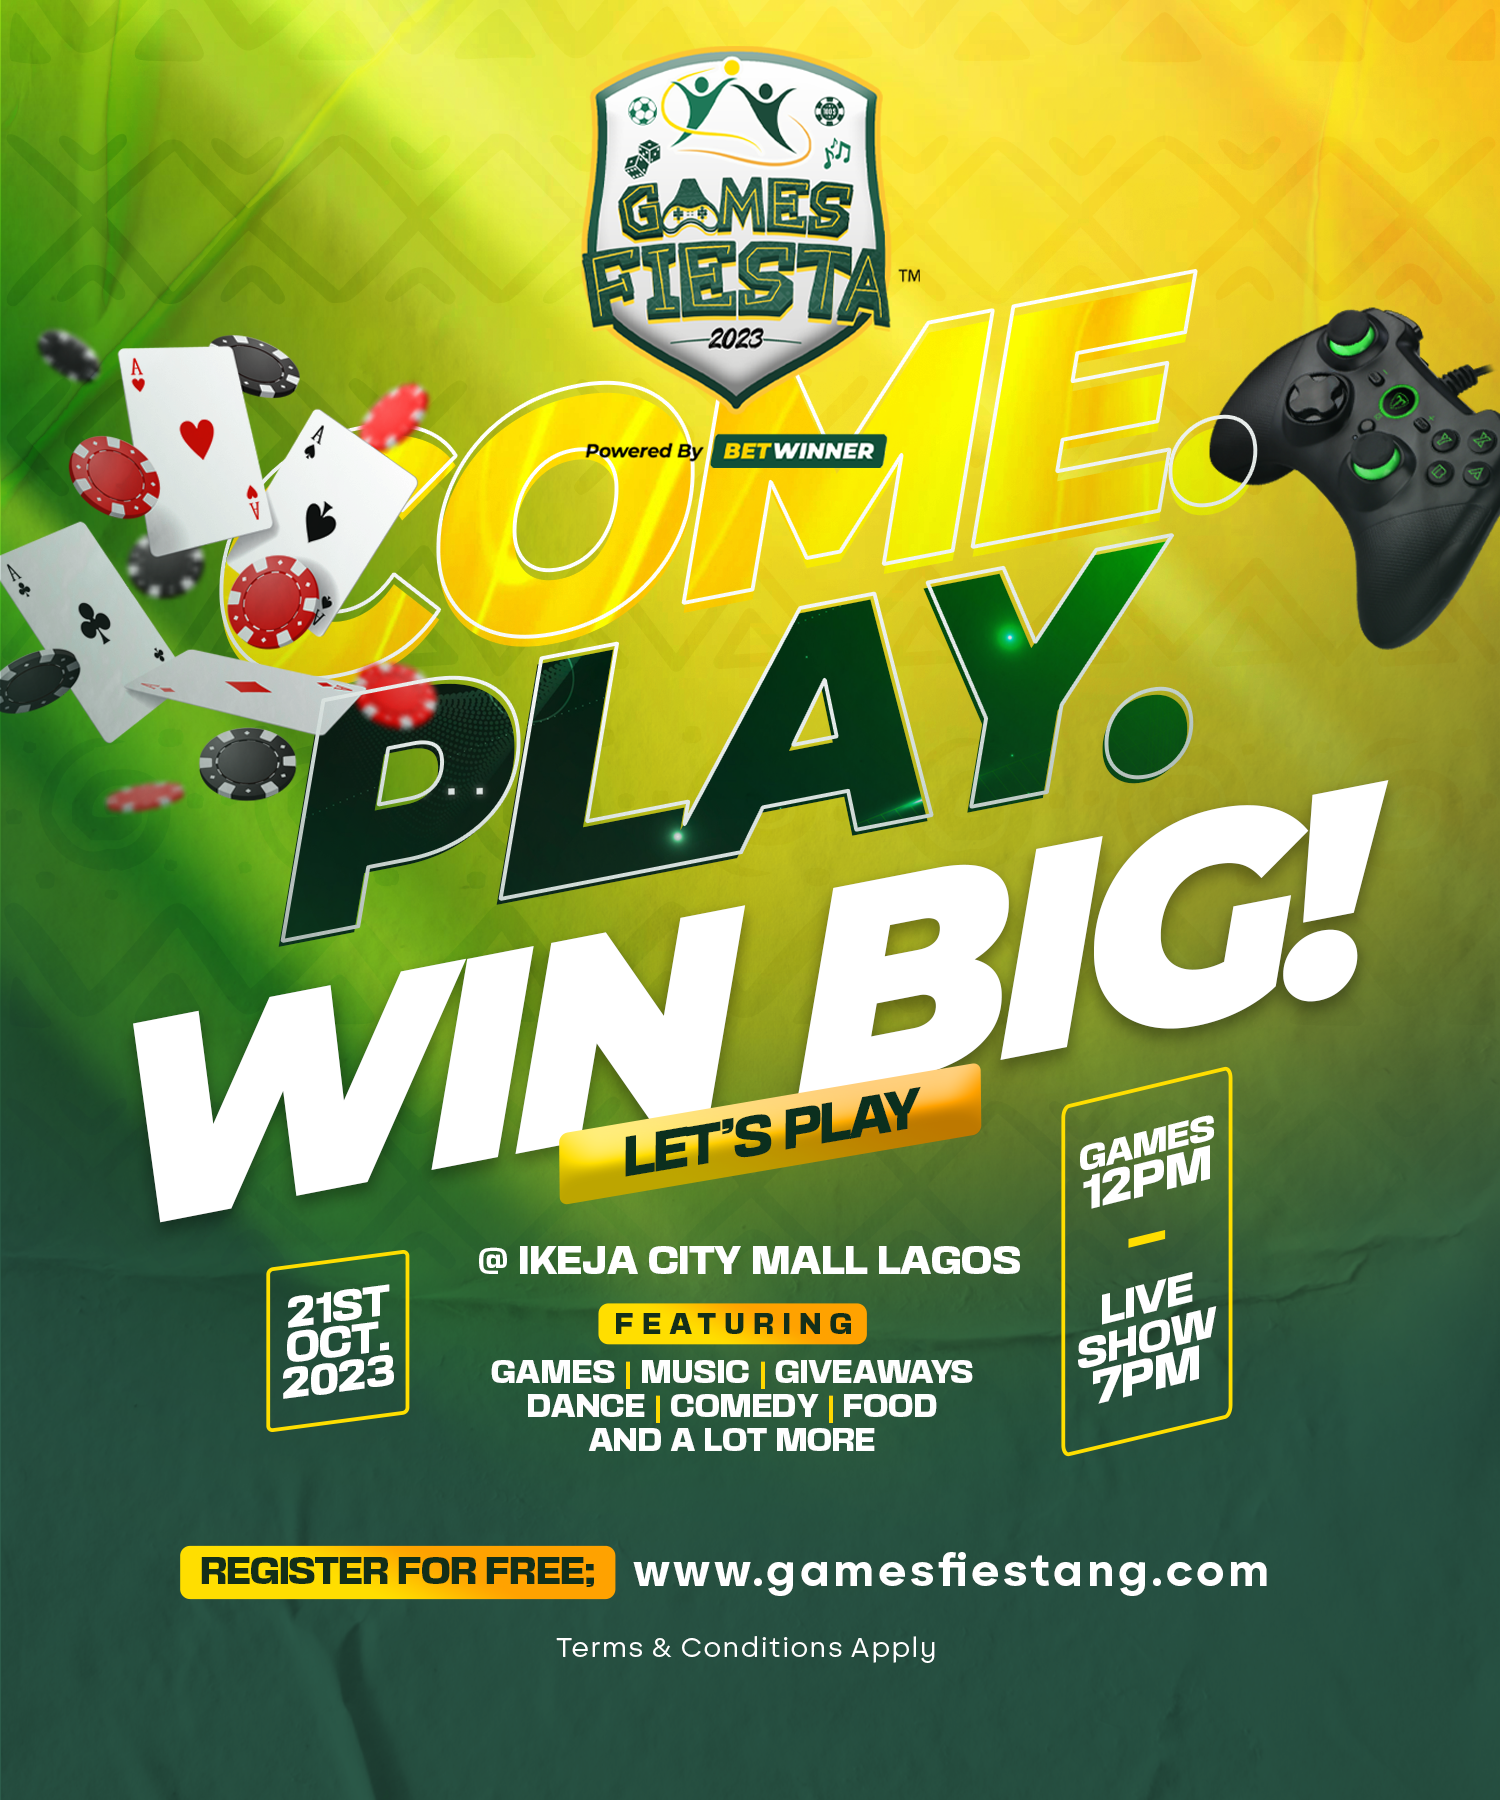 GAMES
FIESTA
TM
2023
Powered By BETWINNER
COME.
PLAY.
WIN BIG!
LET'S PLAY
GAMES
12PM
LIVE
SHOW
7PM
@ IKEJA CITY MALL LAGOS
21ST
OCT.
2023
FEATURING
GAMES | MUSIC | GIVEAWAYS
DANCE | COMEDY | FOOD
AND A LOT MORE
REGISTER FOR FREE; www.gamesfiestang.com
Terms & Conditions Apply
A
A
A
A
A
A
A